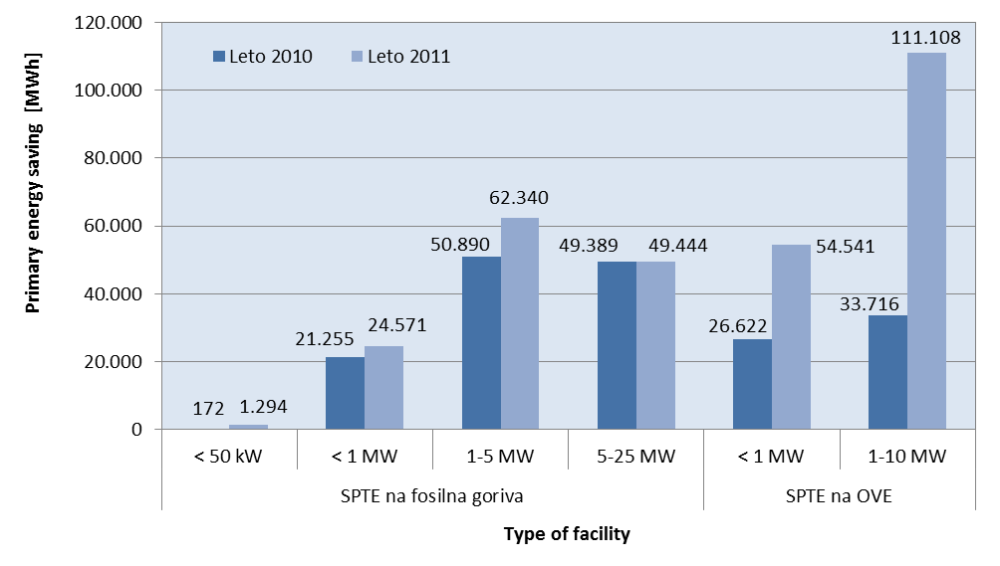 120.000
100.000
80.000
60.000
40.000
20.000
0
Primary energy saving [MWh]
Leto 2010 Leto 2011
172 1.294
21.255 24.571
50.890 62.340
49.389 49.444
26.622 54.541
33.716 111.108
< 50 kW < 1 MW 1-5 MW 5-25 MW < 1 MW 1-10 MW
SPTE na fosilna goriva SPTE na OVE
Type of facility